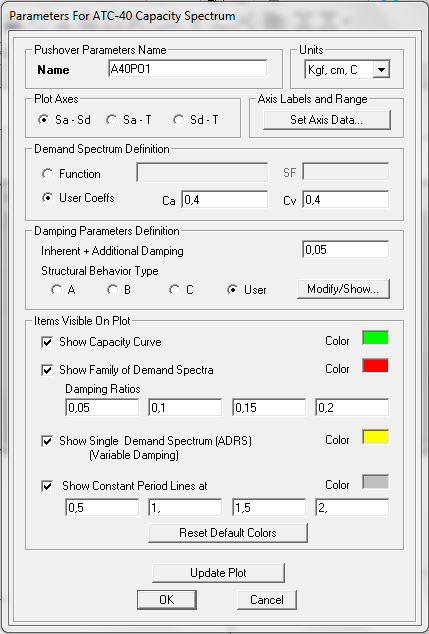 Parameters For ATC-40 Capacity Spectrum
Pushover Parameters Name
Name A40PO1
Units
Kgf, cm, C
Plot Axes
Sa - Sd Sa - T Sd - T
Axis Labels and Range
Set Axis Data...
Demand Spectrum Definition
Function SF
User Coeffs Ca 0,4 Cv 0,4
Damping Parameters Definition
Inherent + Additional Damping 0,05
Structural Behavior Type
A B C User Modify/Show...
Items Visible On Plot
Show Capacity Curve Color
Show Family of Demand Spectra Color
Damping Ratios
0,05 0,1 0,15 0,2
Show Single Demand Spectrum (ADRS) Color
(Variable Damping)
Show Constant Period Lines at Color
0,5 1, 1,5 2,
Reset Default Colors
Update Plot
OK Cancel